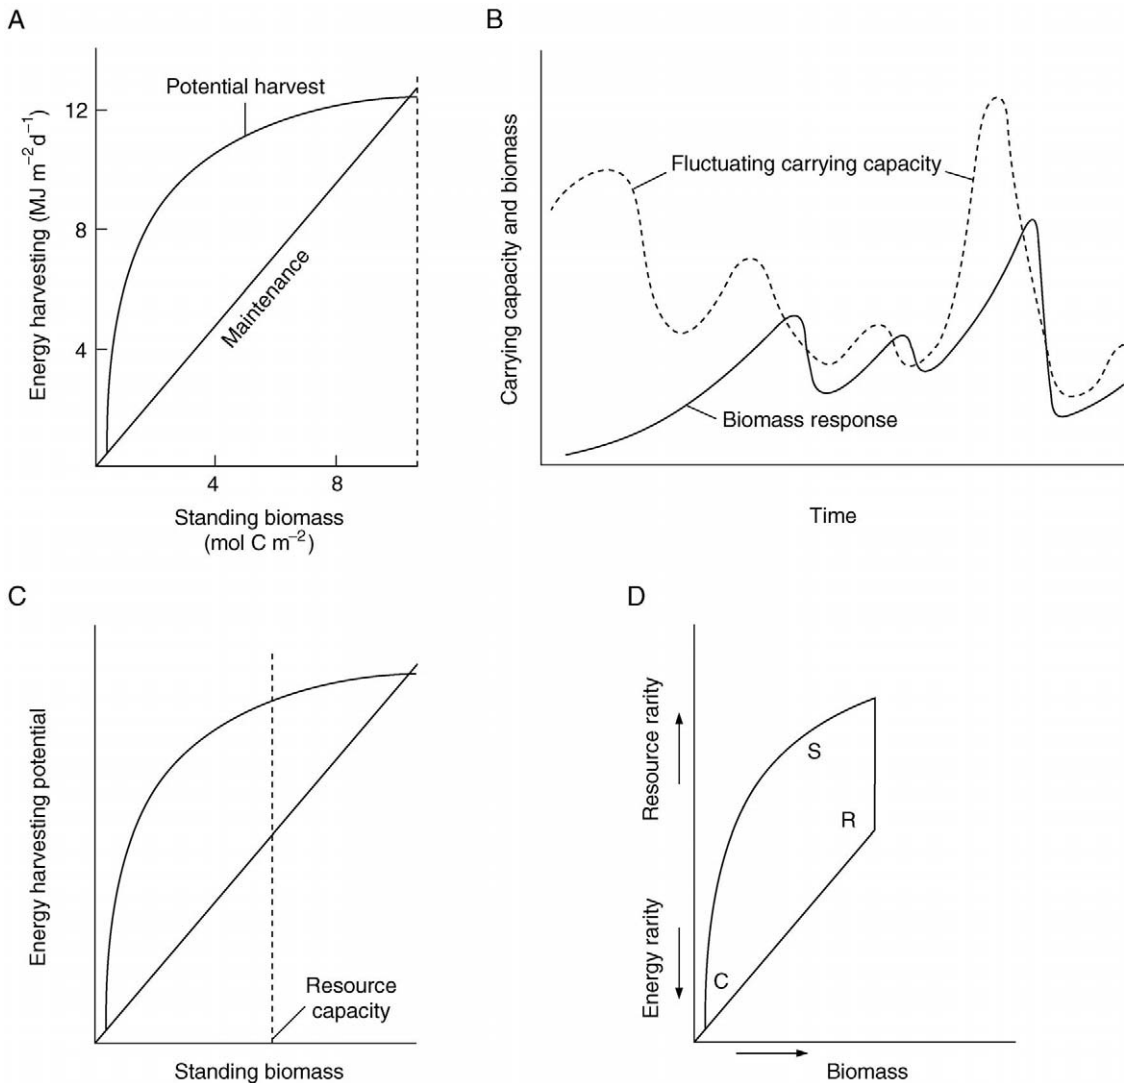 A
Energy harvesting (MJ m⁻² d⁻¹)
12
8
4
Potential harvest
Maintenance
4
8
Standing biomass
(mol C m⁻²)
B
Carrying capacity and biomass
Fluctuating carrying capacity
Biomass response
Time
C
Energy harvesting potential
Resource
capacity
Standing biomass
D
Resource rarity
Energy rarity
S
R
C
Biomass